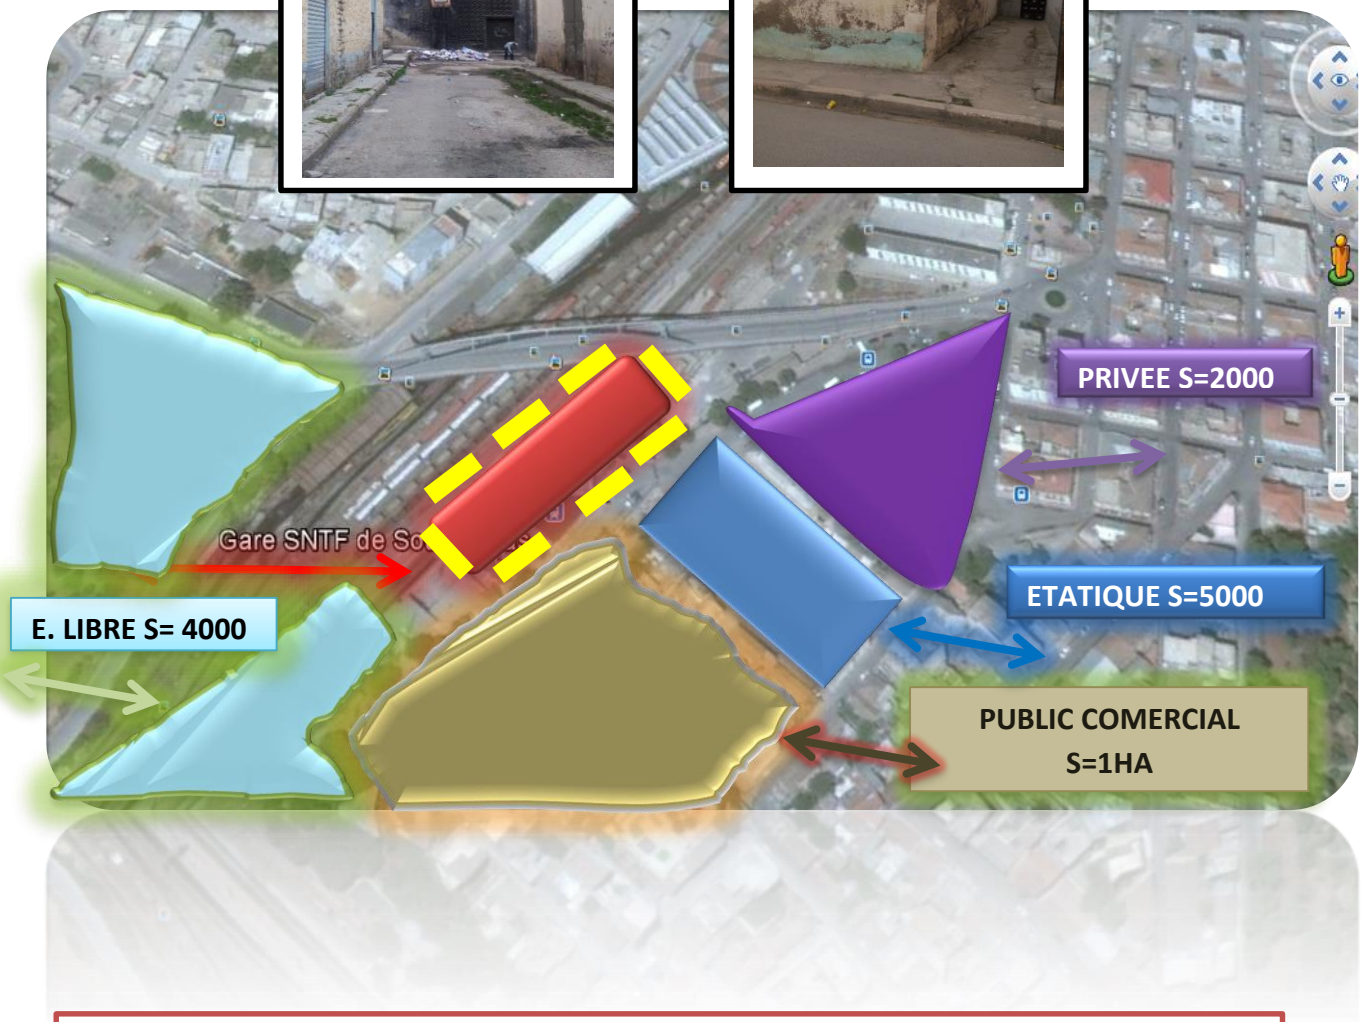 PRIVEE S=2000
Gare SNTF de So
ETATIQUE S=5000
E. LIBRE S= 4000
PUBLIC COMERCIAL
S=1HA